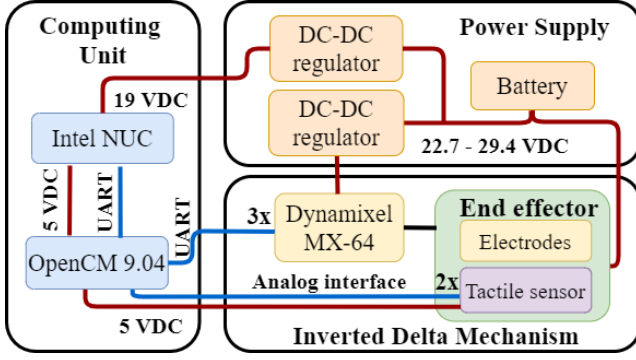 Computing
Unit
DC-DC
regulator
Power Supply
19 VDC
Battery
DC-DC
regulator
Intel NUC
22.7 - 29.4 VDC
5 VDC
UART
UART
3x
Dynamixel
MX-64
End effector
Electrodes
OpenCM 9.04
Analog interface
2x
Tactile sensor
5 VDC
Inverted Delta Mechanism